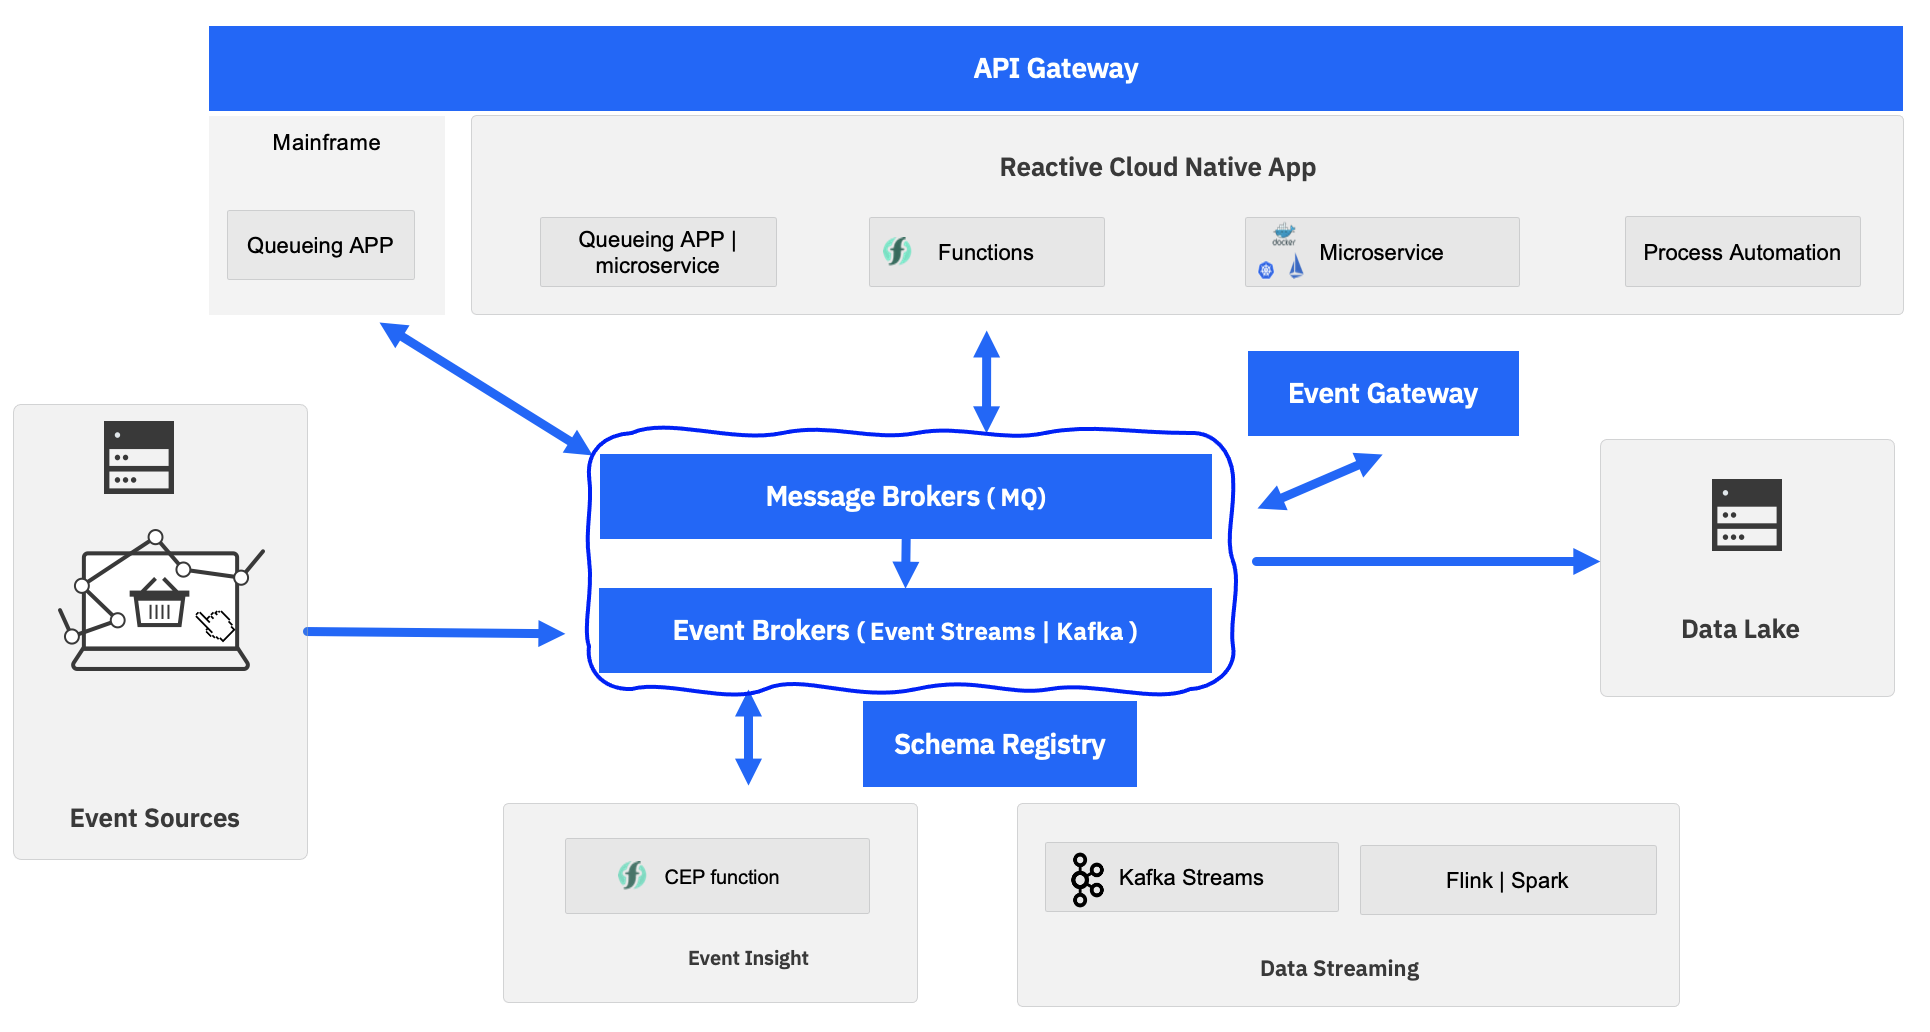 API Gateway
Mainframe
Queueing APP
Reactive Cloud Native App
Queueing APP |
microservice
Functions
docker
Microservice
Process Automation
Event Gateway
Message Brokers ( MQ)
Event Brokers ( Event Streams | Kafka )
Event Sources
Data Lake
Schema Registry
CEP function
Event Insight
Kafka Streams
Flink | Spark
Data Streaming